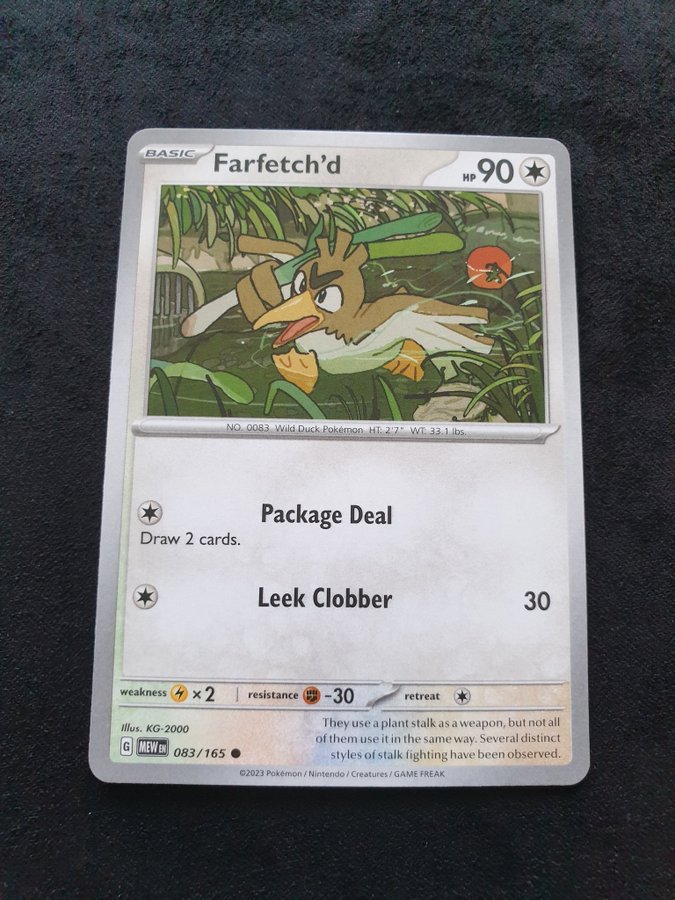 BASIC Farfetch'd HP 90
NO. 0083 Wild Duck Pokémon HT: 2'7" WT: 33.1 lbs.
Package Deal
Draw 2 cards.
Leek Clobber 30
weakness ×2 resistance -30 retreat
Illus. KG-2000
They use a plant stalk as a weapon, but not all
of them use it in the same way. Several distinct
styles of stalk fighting have been observed.
G MEW EN 083/165
©2023 Pokémon / Nintendo / Creatures / GAME FREAK